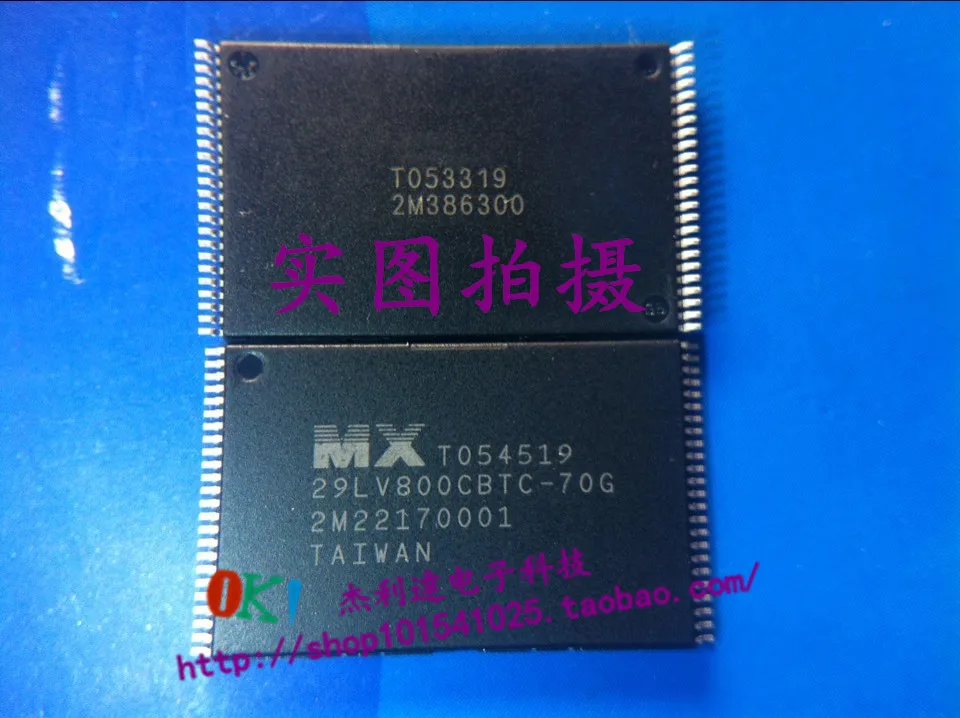 T053319
2M386300
实图拍摄
MX T054519
29LV800CBTC-70G
2M22170001
TAIWAN
OK!
杰利速电子科技
http://shop101541025.taobao.com/